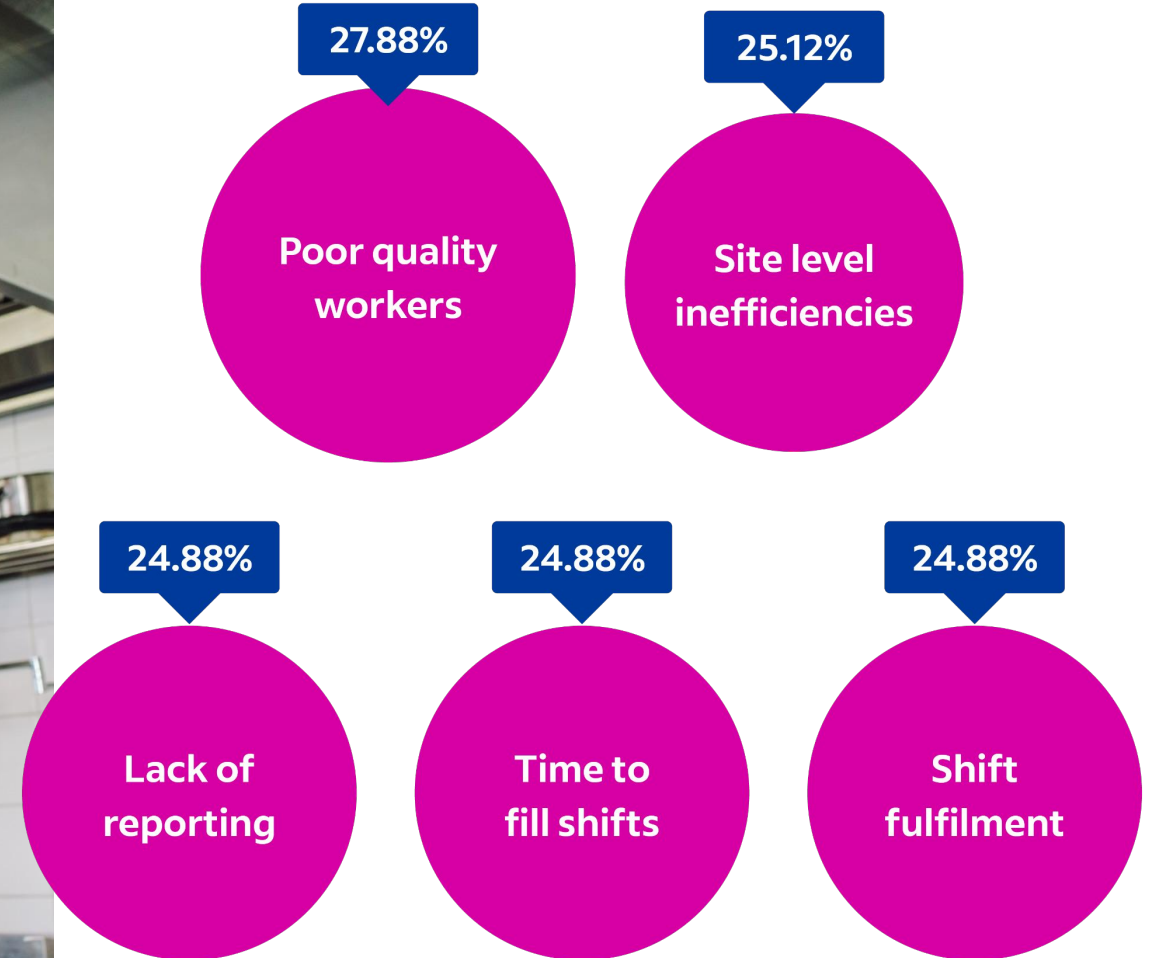 27.88%
25.12%
Poor quality
workers
Site level
inefficiencies
24.88%
24.88%
24.88%
Lack of
reporting
Time to
fill shifts
Shift
fulfilment